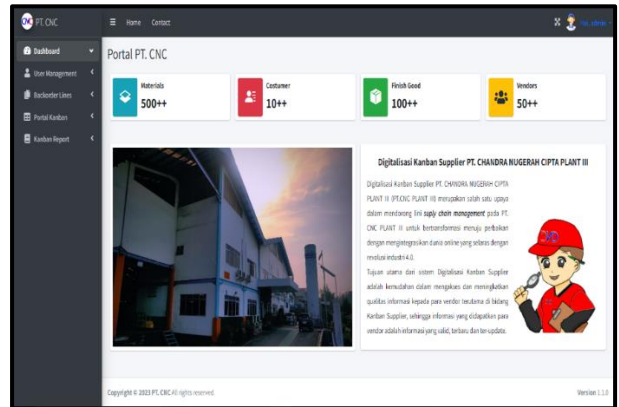 PT. CNC
Home Contact
Dashboard
User Management
Backorder Lines
Portal Kanban
Kanban Report
Portal PT. CNC
Materials
500++
Costumer
10++
Finish Good
100++
Vendors
50++
Digitalisasi Kanban Supplier PT. CHANDRA NUGERAH CIPTA PLANT III
Digitalisasi Kanban Supplier PT. CHANDRA NUGERAH CIPTA
PLANT III (PT.CNC PLANT III) merupakan salah satu upaya
dalam mendorong lini suply chain management pada PT.
CNC PLANT III untuk bertransformasi menuju perbaikan
dengan mengintegrasikan dunia online yang selaras dengan
revolusi industri 4.0.
Tujuan utama dari sistem Digitalisasi Kanban Supplier
adalah kemudahan dalam mengakses dan meningkatkan
qualitas informasi kepada para vendor terutama di bidang
Kanban Supplier, sehingga informasi yang didapatkan para
vendor adalah informasi yang valid, terbaru dan ter-update.
CNC
Copyright © 2023 PT. CNC All rights reserved.
Version 1.1.0